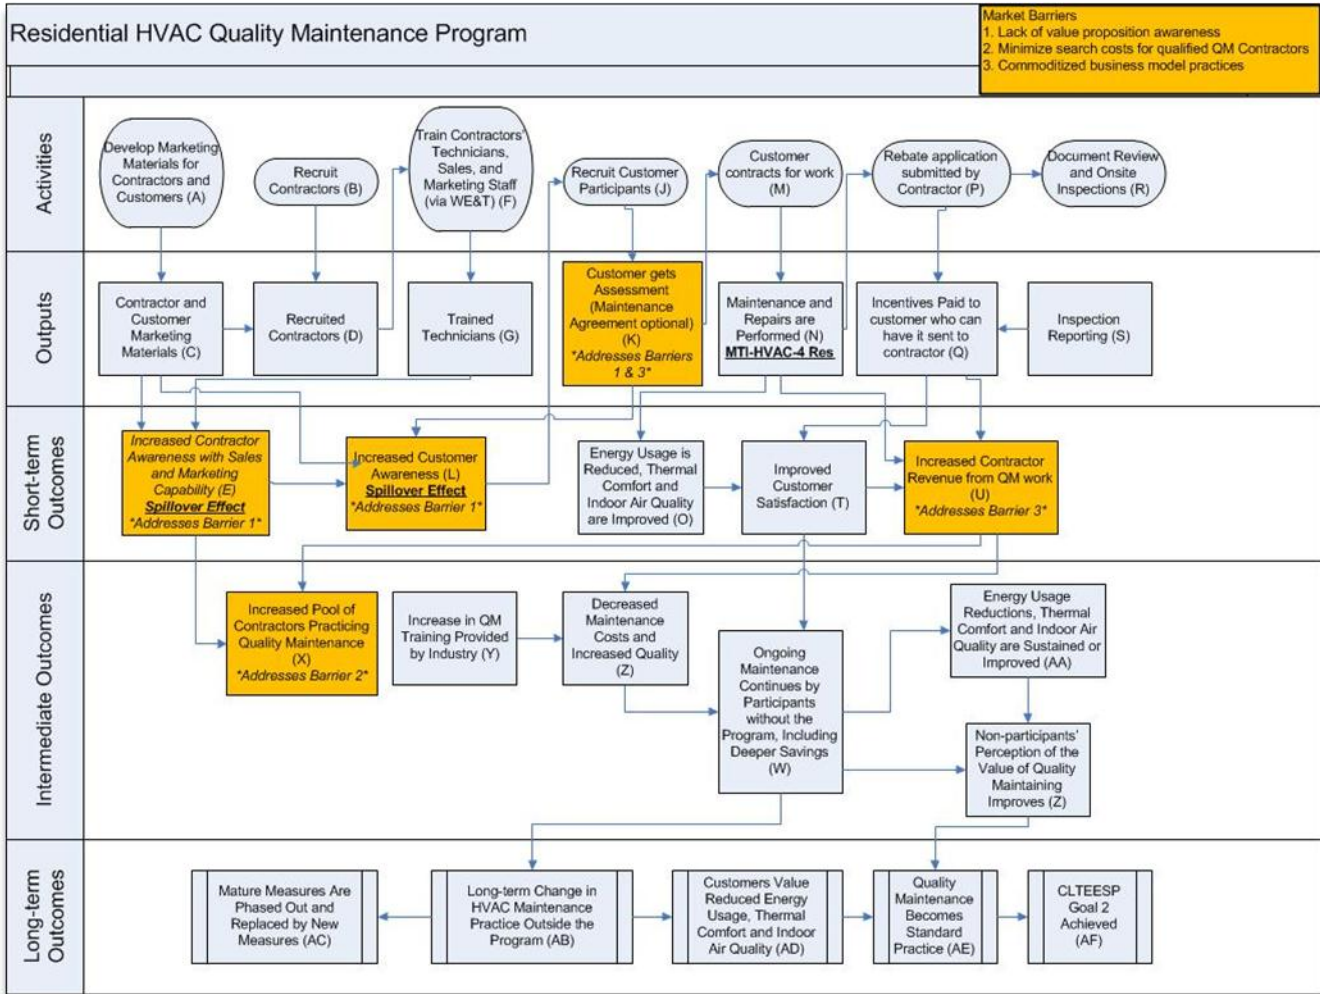 Residential HVAC Quality Maintenance Program
Market Barriers
1. Lack of value proposition awareness
2. Minimize search costs for qualified QM Contractors
3. Commoditized business model practices
Activities
Develop Marketing
Materials for
Contractors and
Customers (A)
Recruit
Contractors (B)
Train Contractors'
Technicians,
Sales, and
Marketing Staff
(via WE&T) (F)
Recruit Customer
Participants (J)
Customer
contracts for work
(M)
Rebate application
submitted by
Contractor (P)
Document Review
and Onsite
Inspections (R)
Outputs
Contractor and
Customer
Marketing
Materials (C)
Recruited
Contractors (D)
Trained
Technicians (G)
Customer gets
Assessment
(Maintenance
Agreement optional)
(K)
*Addresses Barriers
1 & 3*
Maintenance and
Repairs are
Performed (N)
MTI-HVAC-4 Res
Incentives Paid to
customer who can
have it sent to
contractor (Q)
Inspection
Reporting (S)
Short-term
Outcomes
Increased Contractor
Awareness with Sales
and Marketing
Capability (E)
Spillover Effect
*Addresses Barrier 1*
Increased Customer
Awareness (L)
Spillover Effect
*Addresses Barrier 1*
Energy Usage is
Reduced, Thermal
Comfort and
Indoor Air Quality
are Improved (O)
Improved
Customer
Satisfaction (T)
Increased Contractor
Revenue from QM work
(U)
*Addresses Barrier 3*
Intermediate Outcomes
Increased Pool of
Contractors Practicing
Quality Maintenance
(X)
*Addresses Barrier 2*
Increase in QM
Training Provided
by Industry (Y)
Decreased
Maintenance
Costs and
Increased Quality
(Z)
Ongoing
Maintenance
Continues by
Participants
without the
Program, Including
Deeper Savings
(W)
Energy Usage
Reductions, Thermal
Comfort and Indoor Air
Quality are Sustained or
Improved (AA)
Non-participants'
Perception of the
Value of Quality
Maintaining
Improves (Z)
Long-term
Outcomes
Mature Measures Are
Phased Out and
Replaced by New
Measures (AC)
Long-term Change in
HVAC Maintenance
Practice Outside the
Program (AB)
Customers Value
Reduced Energy
Usage, Thermal
Comfort and Indoor
Air Quality (AD)
Quality
Maintenance
Becomes
Standard
Practice (AE)
CLTEESP
Goal 2
Achieved
(AF)